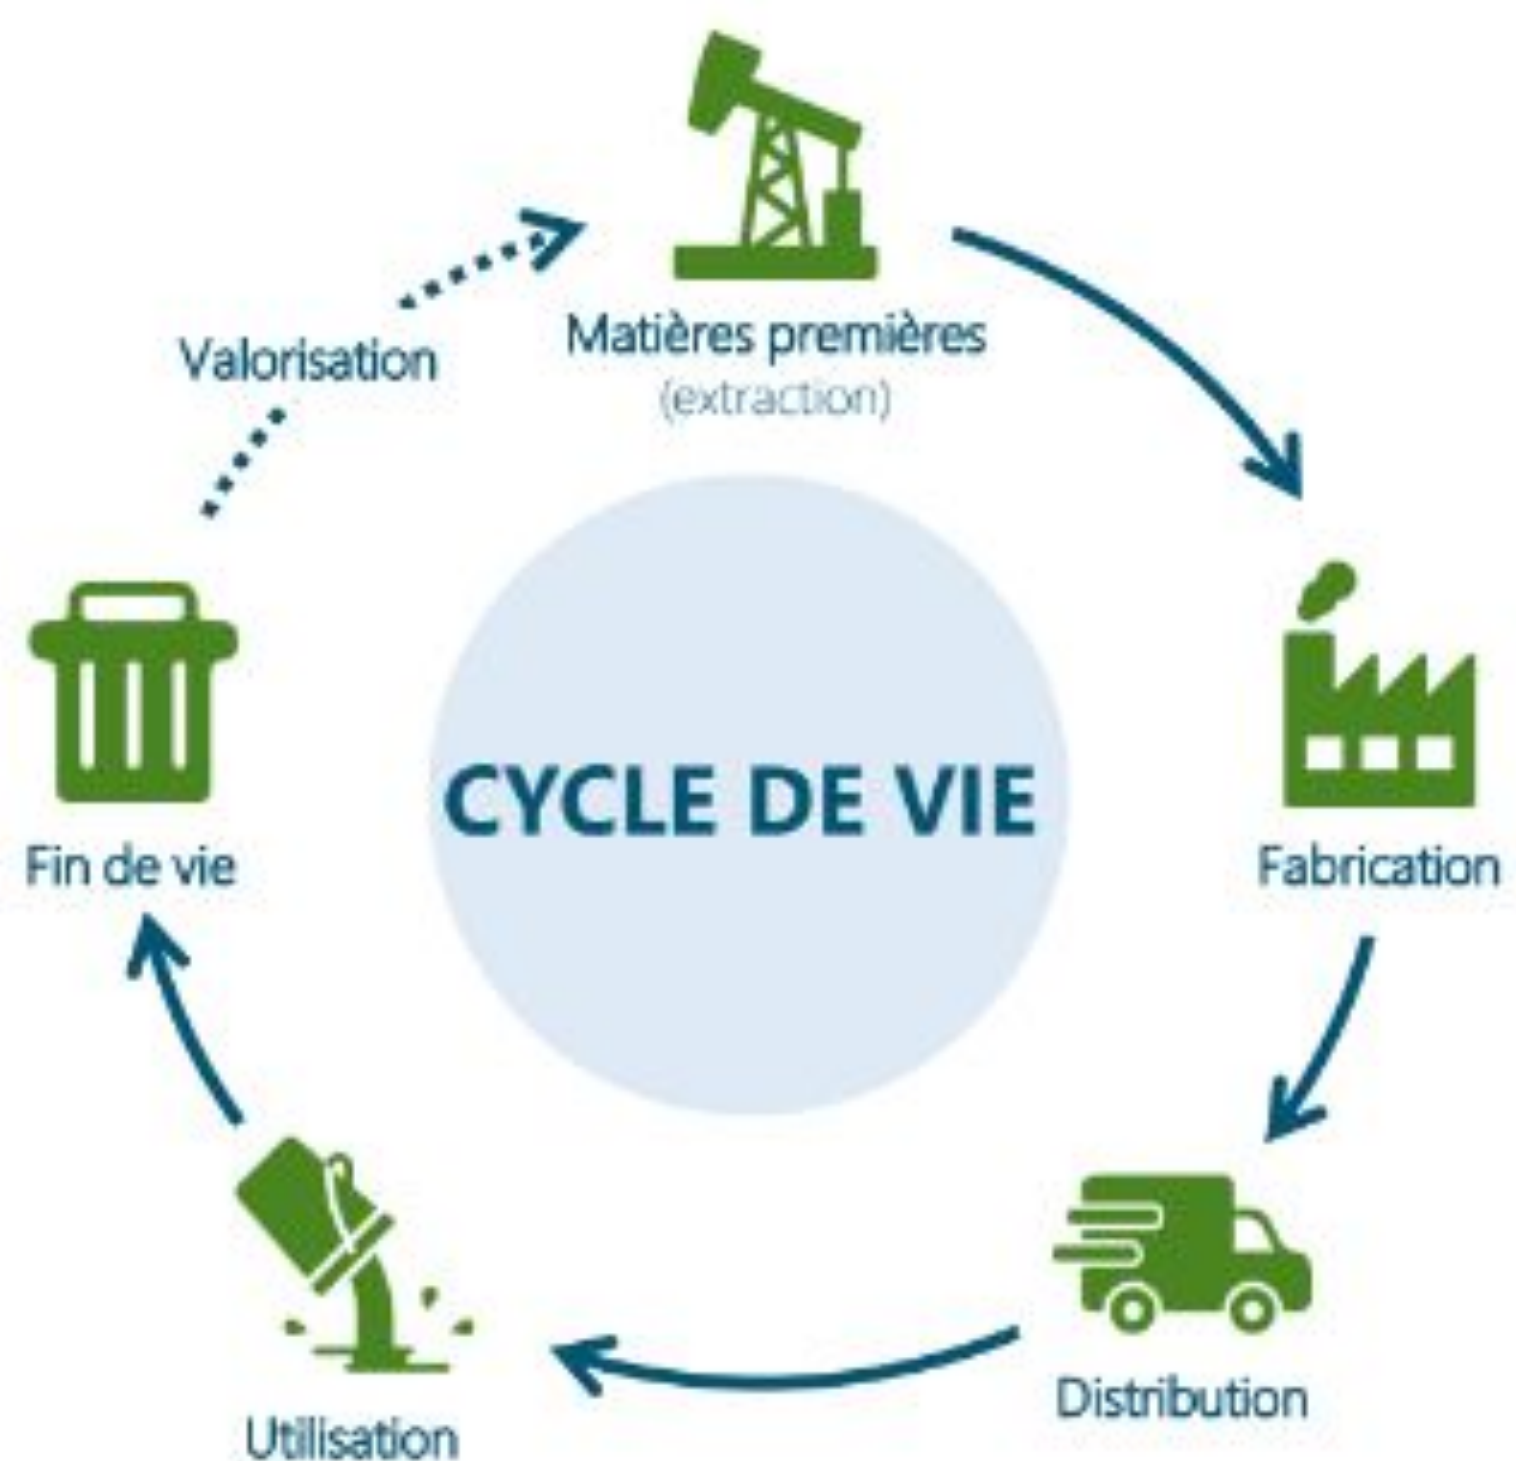 Matières premières
(extraction)
Valorisation
CYCLE DE VIE
Fin de vie
Fabrication
Distribution
Utilisation